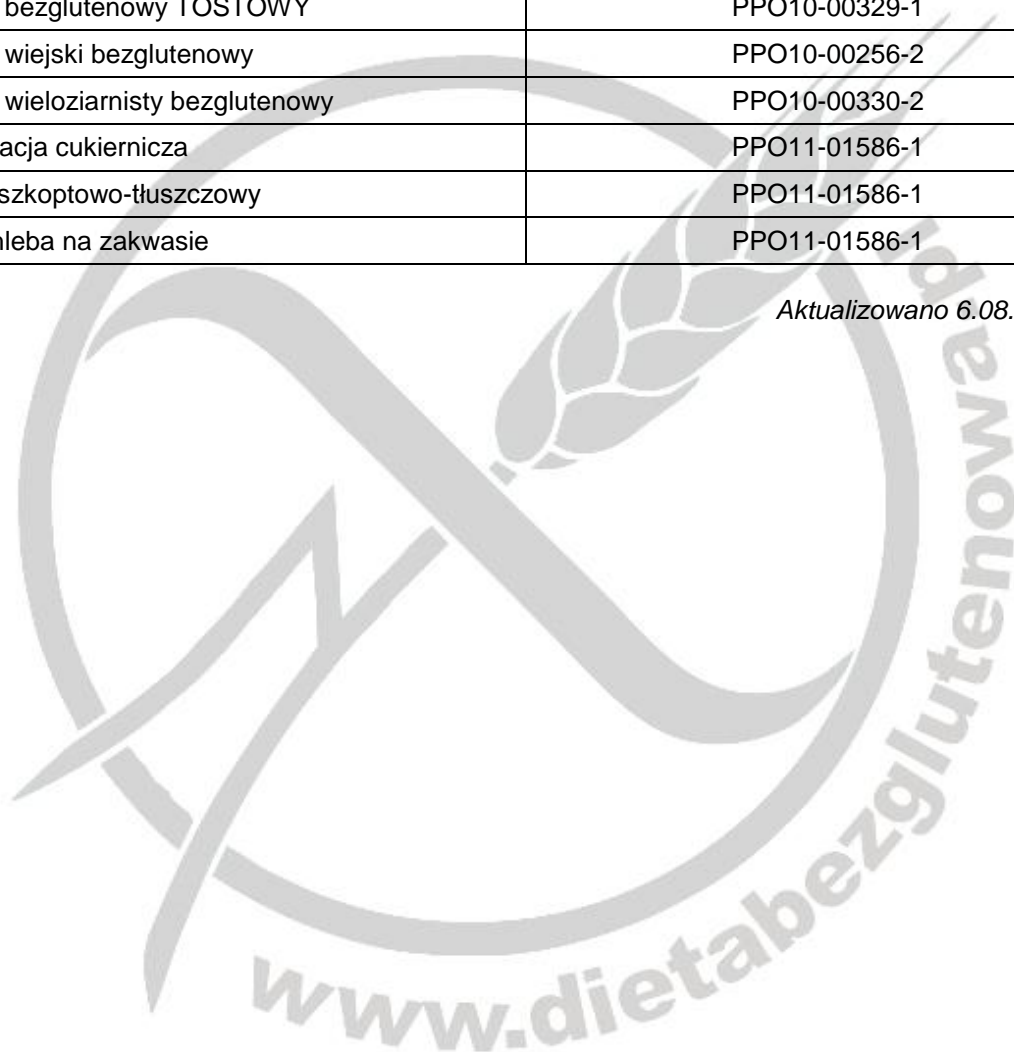 bezglutenowy TOSTOWY PPO10-00329-1
wiejski bezglutenowy PPO10-00256-2
wieloziarnisty bezglutenowy PPO10-00330-2
acja cukiernicza PPO11-01586-1
szkoptowo-tłuszczowy PPO11-01586-1
hleba na zakwasie PPO11-01586-1
Aktualizowano 6.08.
www.dietabezglutenowa.p